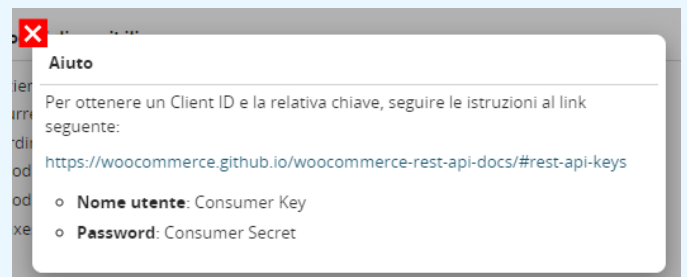 Aiuto
Per ottenere un Client ID e la relativa chiave, seguire le istruzioni al link
seguente:
https://woocommerce.github.io/woocommerce-rest-api-docs/#rest-api-keys
Nome utente: Consumer Key
Password: Consumer Secret